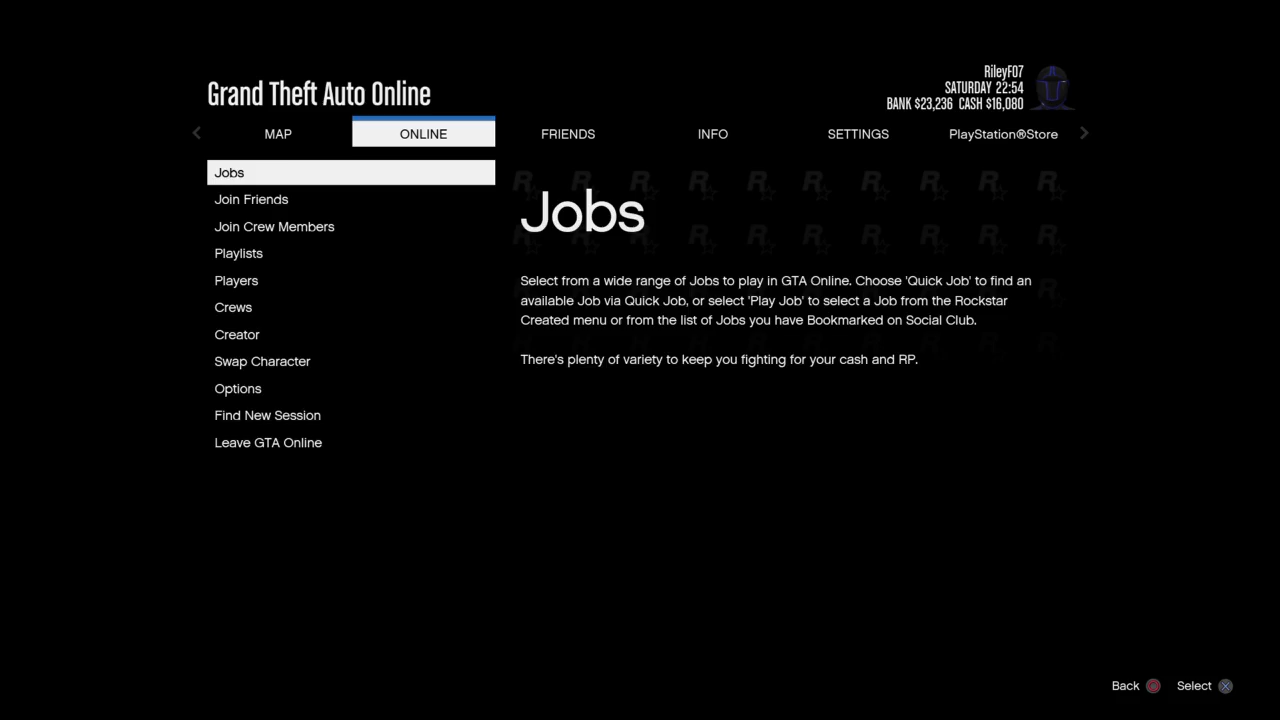 Grand Theft Auto Online
RileyF07
SATURDAY 22:54
BANK $23,236 CASH $16,080
MAP
ONLINE
FRIENDS
INFO
SETTINGS
PlayStation®Store
Jobs
Join Friends
Join Crew Members
Playlists
Players
Crews
Creator
Swap Character
Options
Find New Session
Leave GTA Online
Jobs
Select from a wide range of Jobs to play in GTA Online. Choose 'Quick Job' to find an
available Job via Quick Job, or select 'Play Job' to select a Job from the Rockstar
Created menu or from the list of Jobs you have Bookmarked on Social Club.
There's plenty of variety to keep you fighting for your cash and RP.
Back
Select